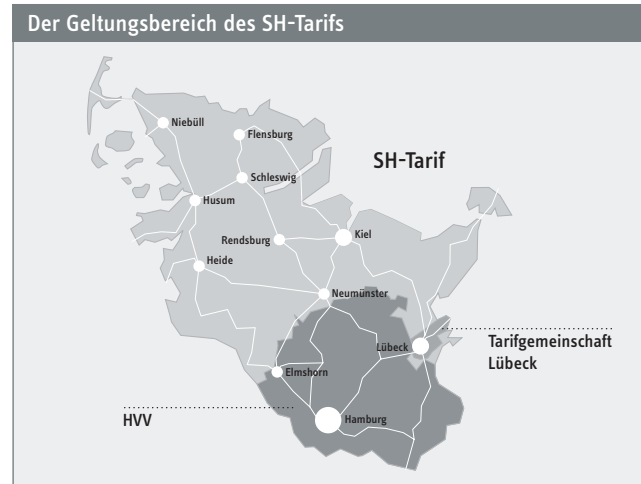 Der Geltungsbereich des SH-Tarifs
Niebüll
Flensburg
SH-Tarif
Schleswig
Husum
Rendsburg
Kiel
Heide
Neumünster
Lübeck
Tarifgemeinschaft
Lübeck
Elmshorn
HVV
Hamburg